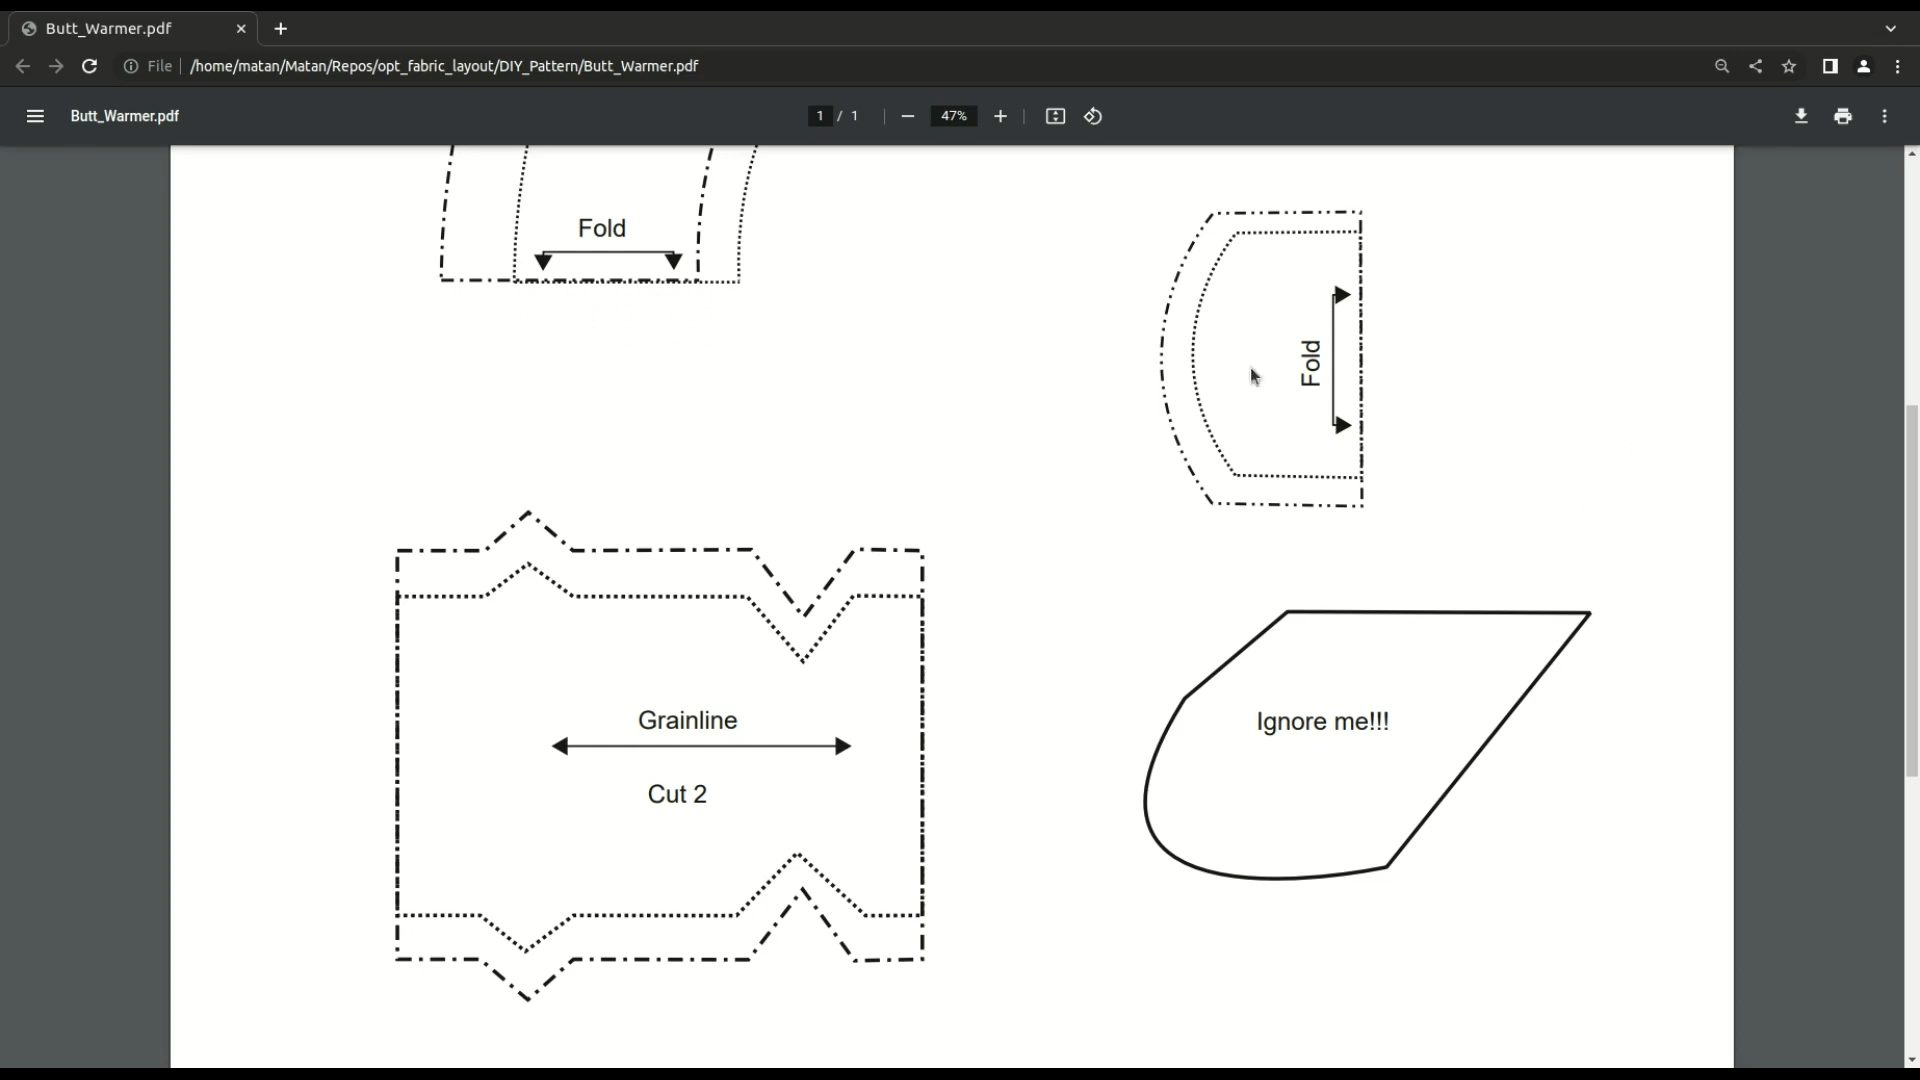 Butt_Warmer.pdf
File /home/matan/Matan/Repos/opt_fabric_layout/DIY_Pattern/Butt_Warmer.pdf
Butt_Warmer.pdf 1 / 1 47%
Fold
Fold
Grainline
Cut 2
Ignore me!!!